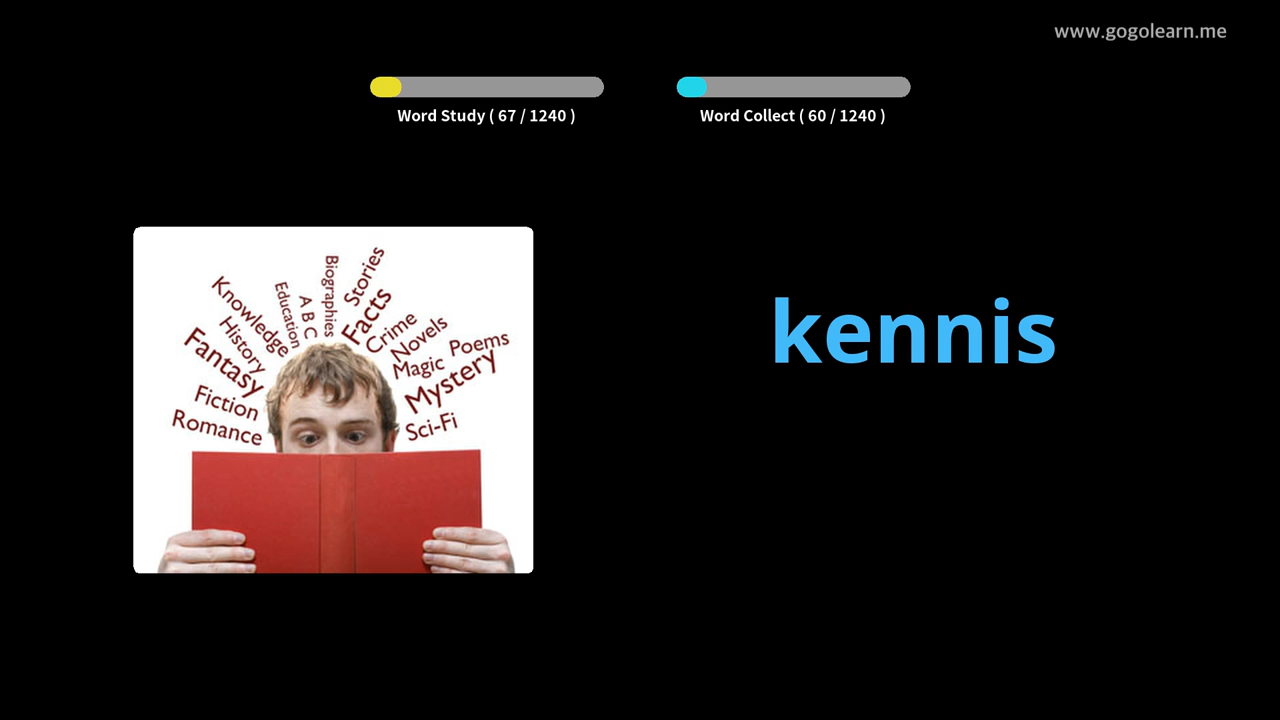 www.gogolearn.me
Word Study ( 67 / 1240 )
Word Collect ( 60 / 1240 )
Biographies
Stories
Education
A B C
Facts
Knowledge
Crime
History
Novels
Fantasy
Magic
Poems
Mystery
Fiction
Romance
Sci-Fi
kennis